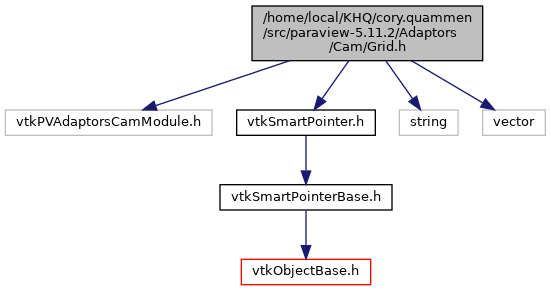 /home/local/KHQ/cory.quammen
/src/paraview-5.11.2/Adaptors
/Cam/Grid.h
vtkPVAdaptorsCamModule.h
vtkSmartPointer.h
string
vector
vtkSmartPointerBase.h
vtkObjectBase.h